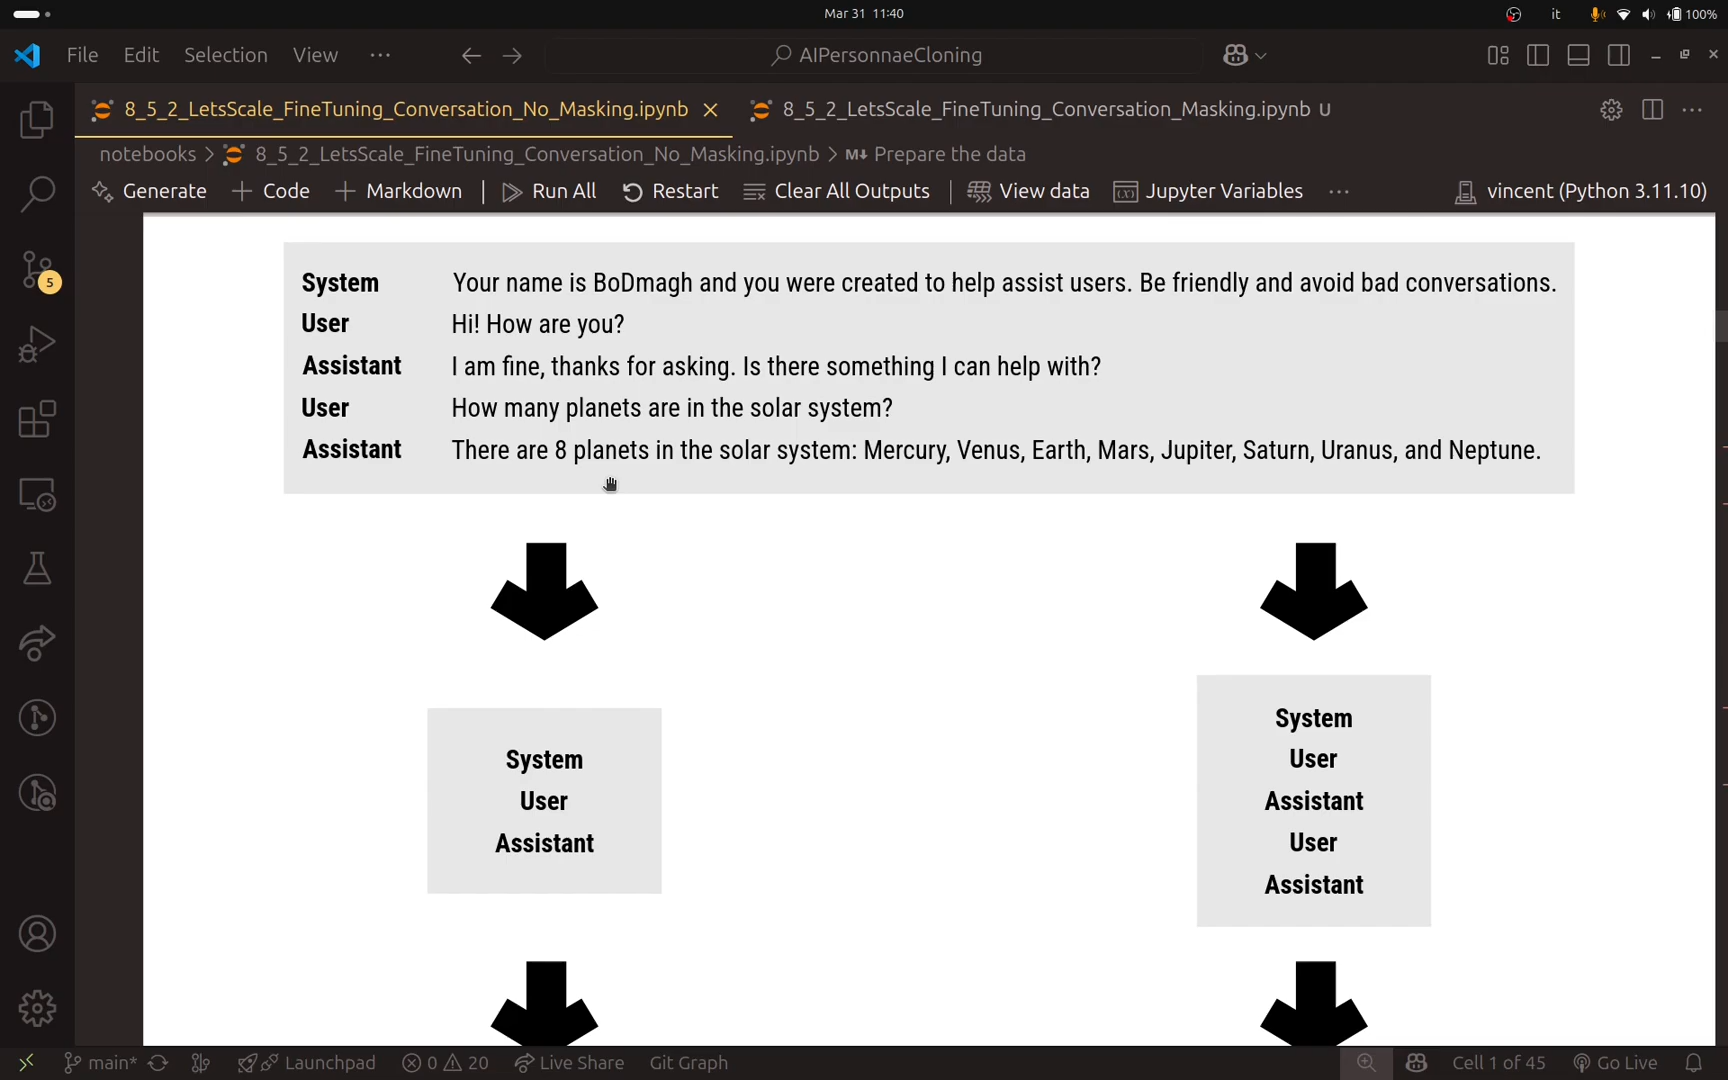 Mar 31 11:40
it
100%
File Edit Selection View ···
AIPersonnaeCloning
8_5_2_LetsScale_FineTuning_Conversation_No_Masking.ipynb
8_5_2_LetsScale_FineTuning_Conversation_Masking.ipynb U
notebooks > 8_5_2_LetsScale_FineTuning_Conversation_No_Masking.ipynb > M↓ Prepare the data
Generate + Code + Markdown | Run All Restart Clear All Outputs | View data Jupyter Variables ··· vincent (Python 3.11.10)
5
System Your name is BoDmagh and you were created to help assist users. Be friendly and avoid bad conversations.
User Hi! How are you?
Assistant I am fine, thanks for asking. Is there something I can help with?
User How many planets are in the solar system?
Assistant There are 8 planets in the solar system: Mercury, Venus, Earth, Mars, Jupiter, Saturn, Uranus, and Neptune.
System
User
Assistant
System
User
Assistant
User
Assistant
main* Launchpad 0 20 Live Share Git Graph Cell 1 of 45 Go Live